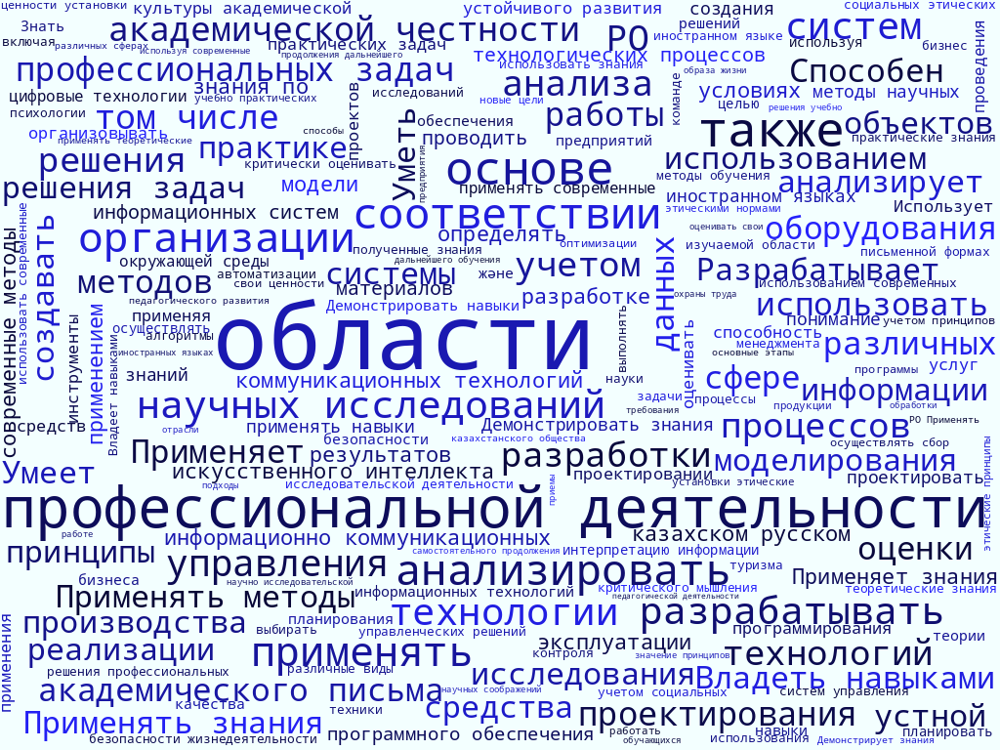 ценности установки
культуры академической
устойчивого развития
создания
социальных этических
Знать
академической честности
РО
решений
систем
включая
различных сферах
используя современные
практических задач
иностранном языке
используя
бизнес
продолжения дальнейшего
технологических процессов
проведения
профессиональных задач
использовать знания
образа жизни
Способен
знания по
анализа
цифровые технологии
учебно практических
исследований
новые цели
условиях
методы научных
команде
целью
решения учебно
психологии
том числе
проектов
Уметь
обеспечения
работы
также
объектов
организовывать
способы
применять теоретические
практике
проводить
предприятий
практические знания
решения
критически оценивать
предприятия
основе
использованием
решения задач
модели
применять современные
методы обучения
анализирует
иностранном языках
информационных систем
соответствии
этическими нормами
Использует
использовать современные
современные методы
создавать
организации
определять
оценивать свои
оборудования
полученные знания
оптимизации
изучаемой области
письменной формах
окружающей среды
дальнейшего обучения
данных
автоматизации
системы
және
учетом
Разрабатывает
методов
свои ценности
материалов
использованием современных
педагогического развития
разработке
охраны труда
Демонстрировать навыки
использовать
применяя
понимание
учетом принципов
осуществлять
области
алгоритмы
инструменты
применением
Владеет навыками
иностранных языках
выполнять
оценивать
способность
менеджмента
различных
основные этапы
знаний
коммуникационных технологий
науки
сфере
программы
услуг
информации
научных исследований
задачи
процессы
продукции
обработки
требования
средств
отрасли
применять навыки
Демонстрировать знания
процессов
РО Применять
безопасности
казахстанского общества
осуществлять сбор
Применяет
результатов
разработки
моделирования
Умеет
искусственного интеллекта
проектировании
установки этические
проектировать
подходы
исследовательской деятельности
приемы
этические принципы
профессиональной деятельности
работе
информационно коммуникационных
казахском русском
принципы
самостоятельного продолжения
интерпретацию информации
оценки
управления
анализировать
туризма
бизнеса
научно исследовательской
Применяет знания
Применять методы
информационных технологий
критического мышления
педагогической деятельности
теоретические знания
технологии
разрабатывать
производства
планирования
выбирать
управленческих решений
программирования
теории
применения
реализации
применять
эксплуатации
контроля
значение принципов
технологий
решения профессиональных
различные виды
исследования
Владеть навыками
академического письма
научных соображений
учетом социальных
систем управления
качества
техники
средства
проектирования
устной
Применять знания
работать
навыки
планировать
безопасности жизнедеятельности
программного обеспечения
обучающихся
использования
Демонстрирует знания